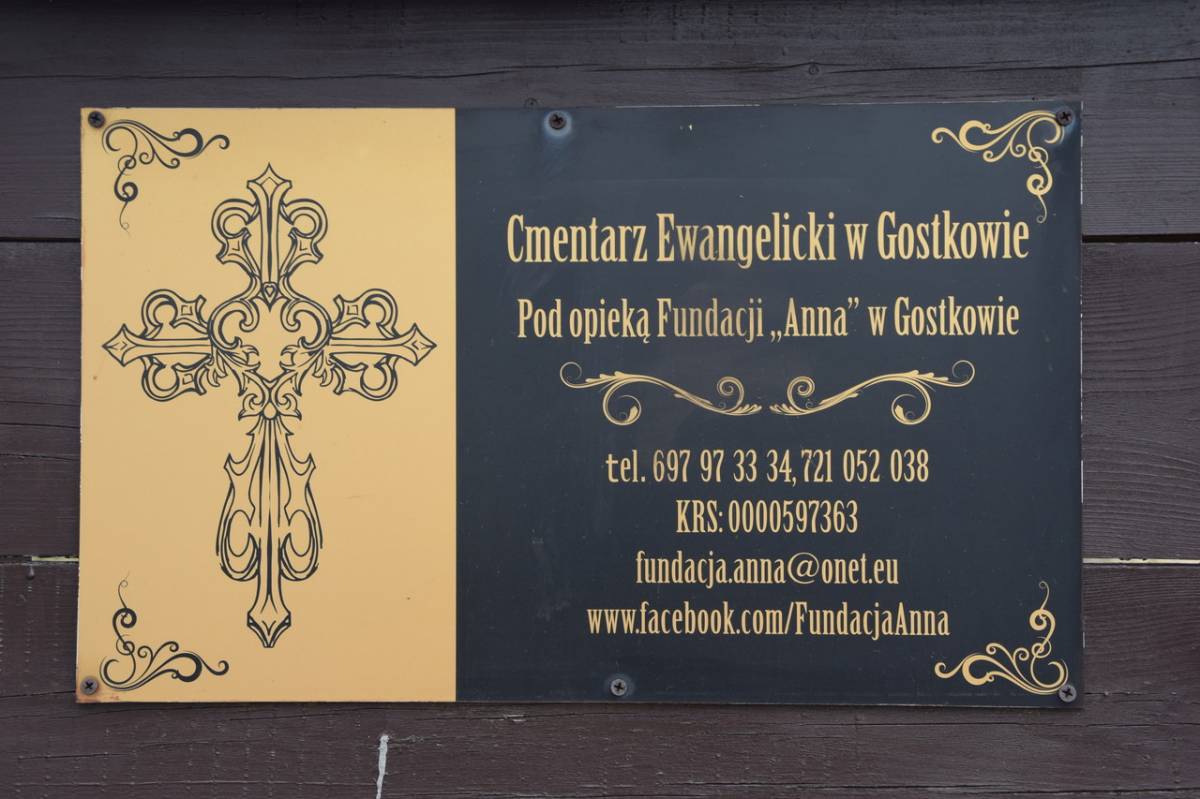 Cmentarz Ewangelicki w Gostkowie
Pod opieką Fundacji „Anna” w Gostkowie
tel. 697 97 33 34, 721 052 038
KRS: 0000597363
fundacja.anna@onet.eu
www.facebook.com/FundacjaAnna